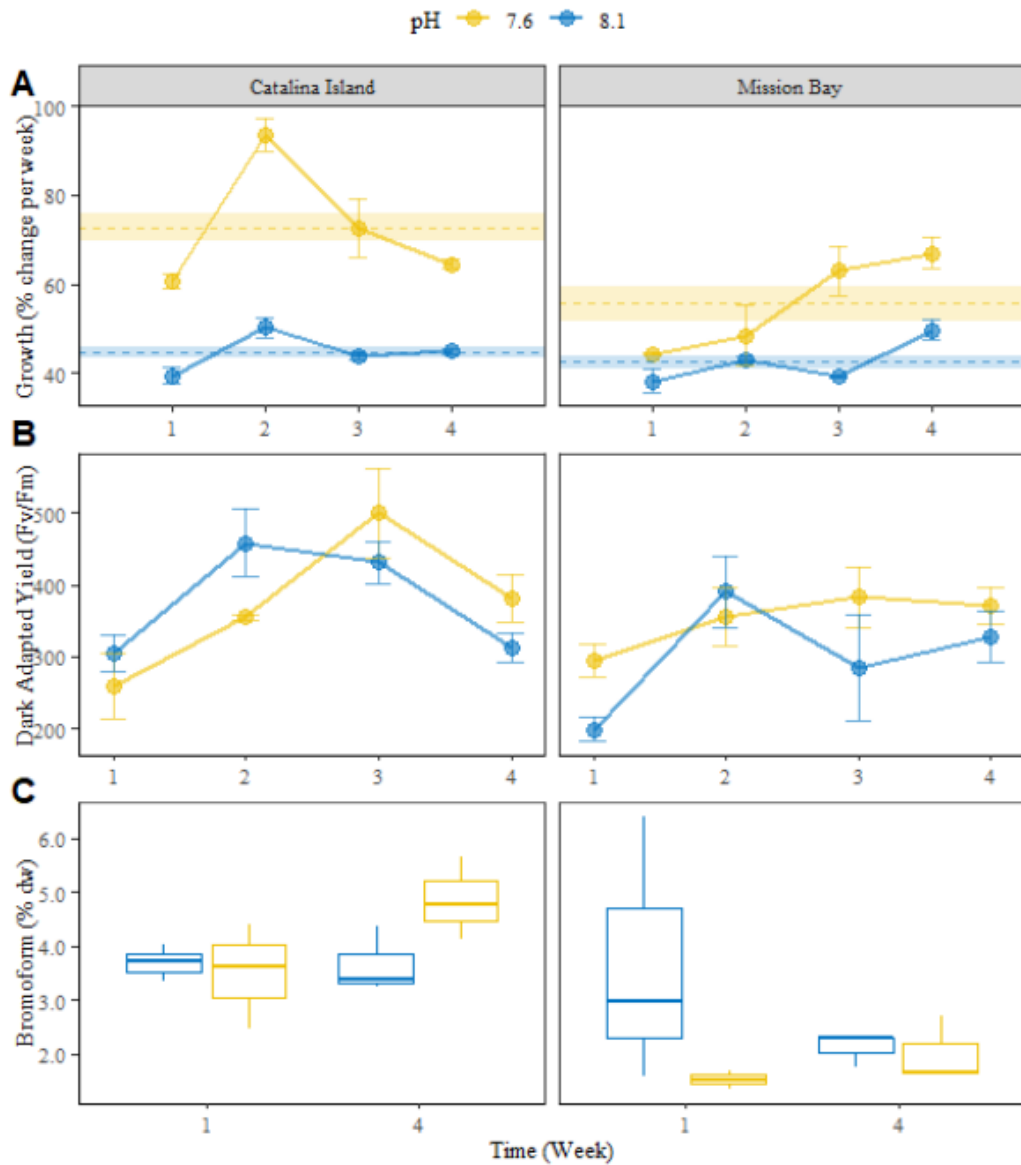 pH 7.6 8.1
A
Catalina Island Mission Bay
Growth (% change per week)
100
80
60
40
1 2 3 4 1 2 3 4
B
Dark Adapted Yield (Fv/Fm)
500
400
300
200
1 2 3 4 1 2 3 4
C
Bromoform (% dw)
6.0
5.0
4.0
3.0
2.0
1 4 1 4
Time (Week)